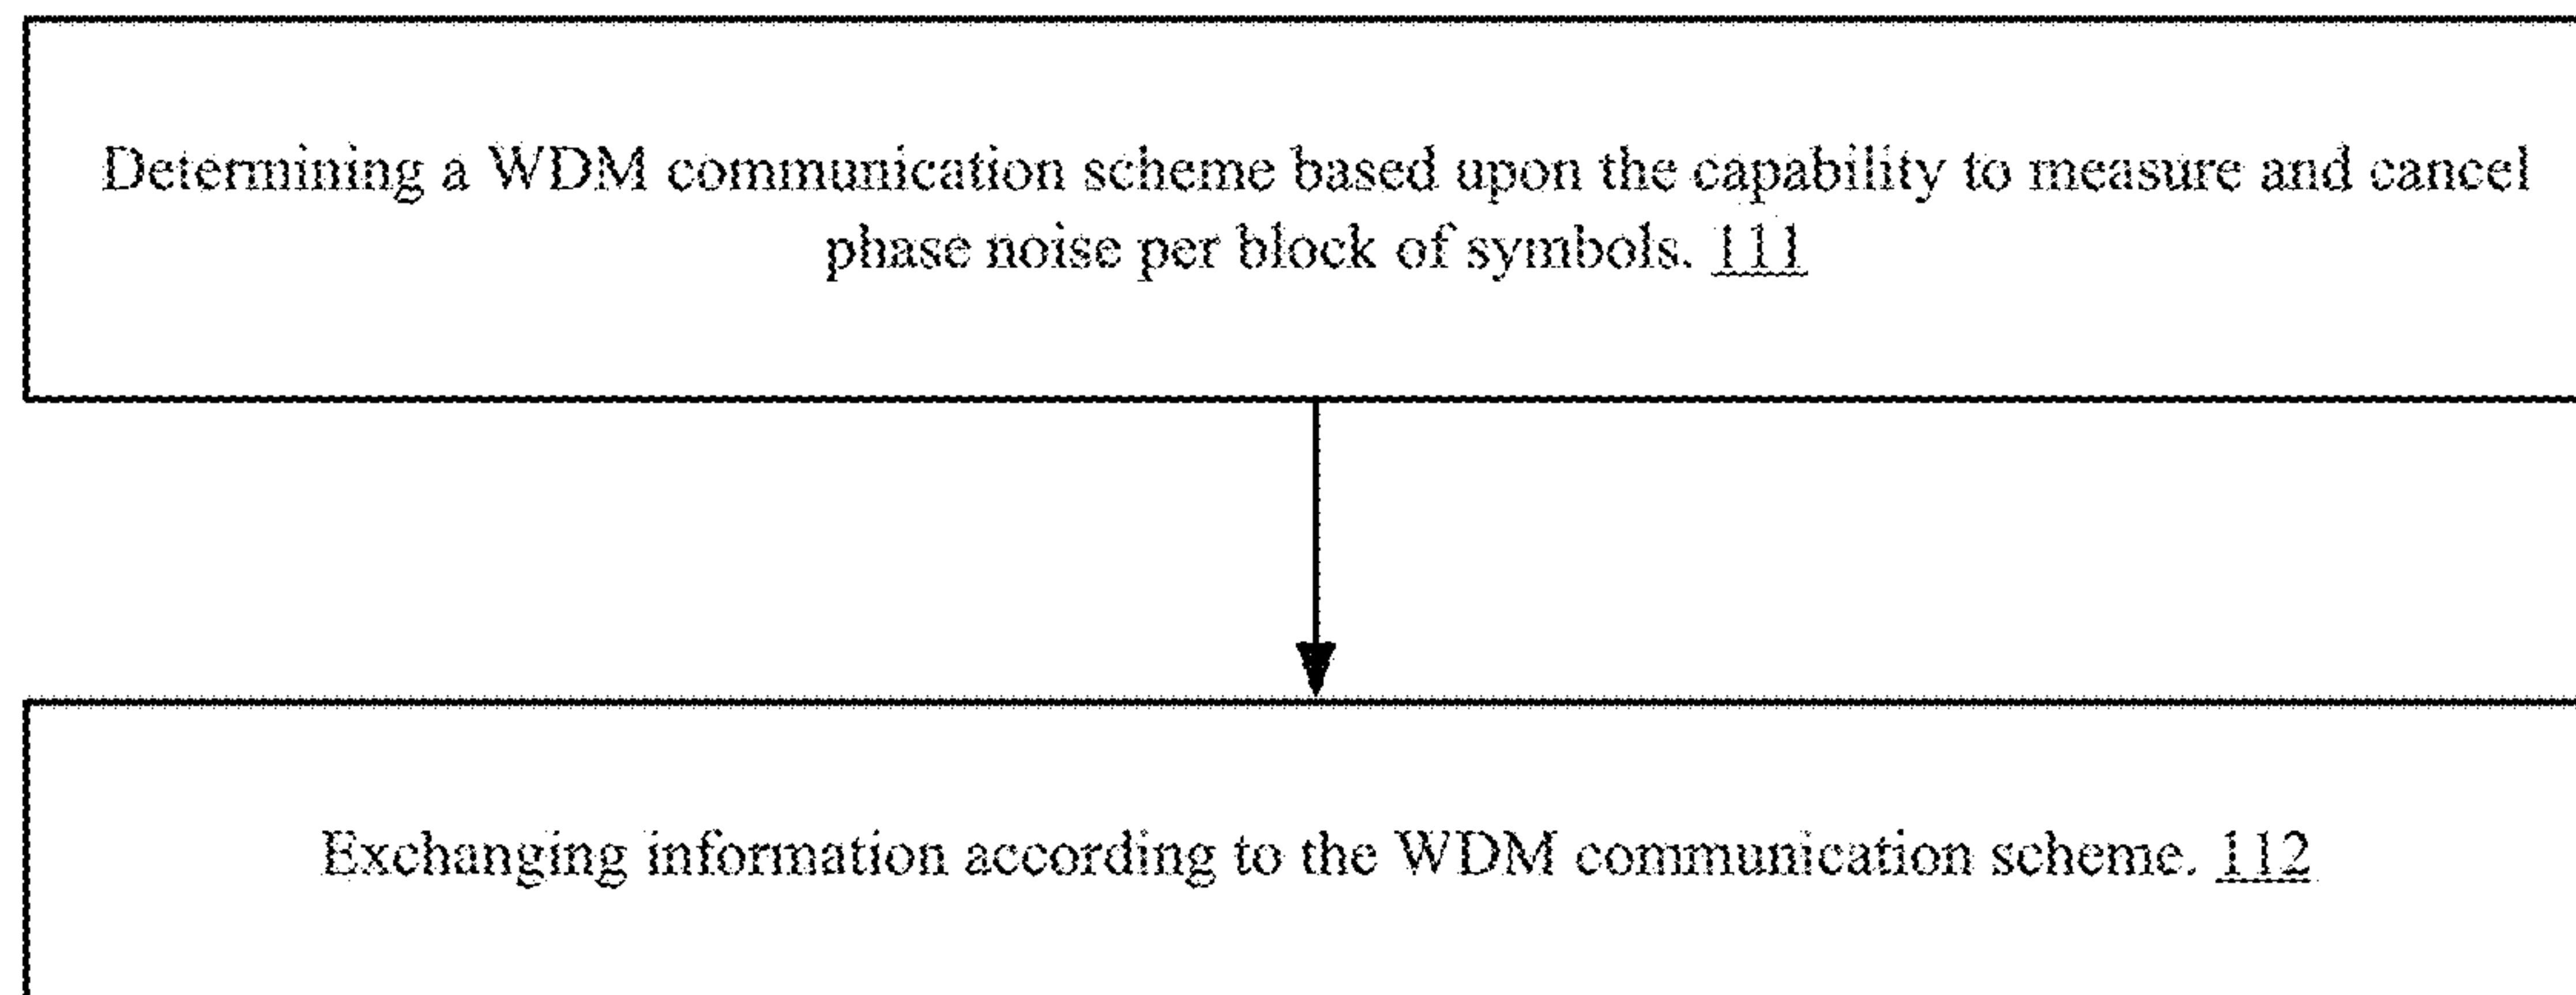 Determining a WDM communication scheme based upon the capability to measure and cancel
phase noise per block of symbols. 111
Exchanging information according to the WDM communication scheme. 112